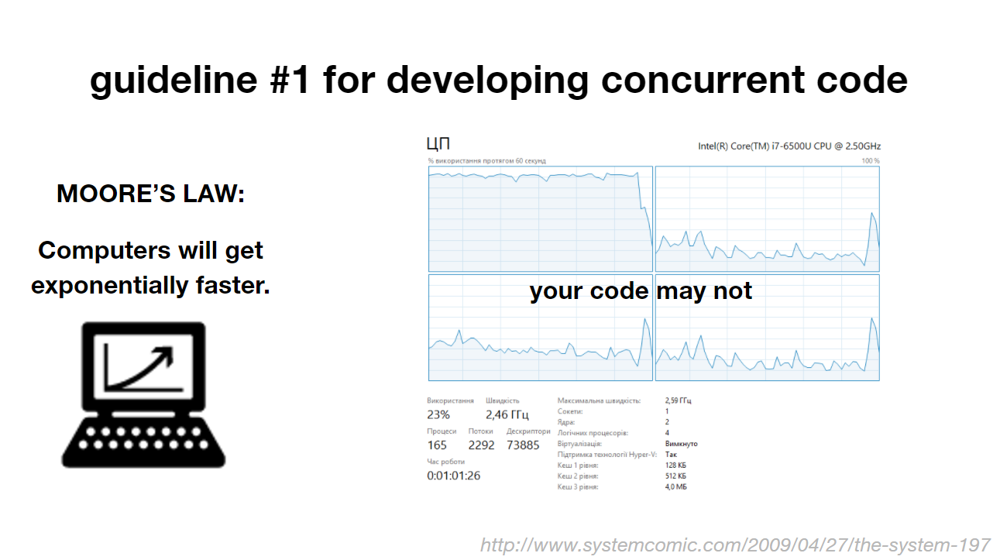 guideline #1 for developing concurrent code
MOORE’S LAW:
Computers will get
exponentially faster.
ЦП
Intel(R) Core(TM) i7-6500U CPU @ 2.50GHz
% використання протягом 60 секунд
100 %
your code may not
Використання
Швидкість
23%
2,46 ГГц
Процеси
Потоки
Дескриптори
165
2292
73885
Час роботи
0:01:01:26
Максимальна швидкість: 2,59 ГГц
Сокети: 1
Ядра: 2
Логічних процесорів: 4
Віртуалізація: Вимкнуто
Підтримка технології Hyper-V: Так
Кеш 1 рівня: 128 КБ
Кеш 2 рівня: 512 КБ
Кеш 3 рівня: 4,0 МБ
http://www.systemcomic.com/2009/04/27/the-system-197